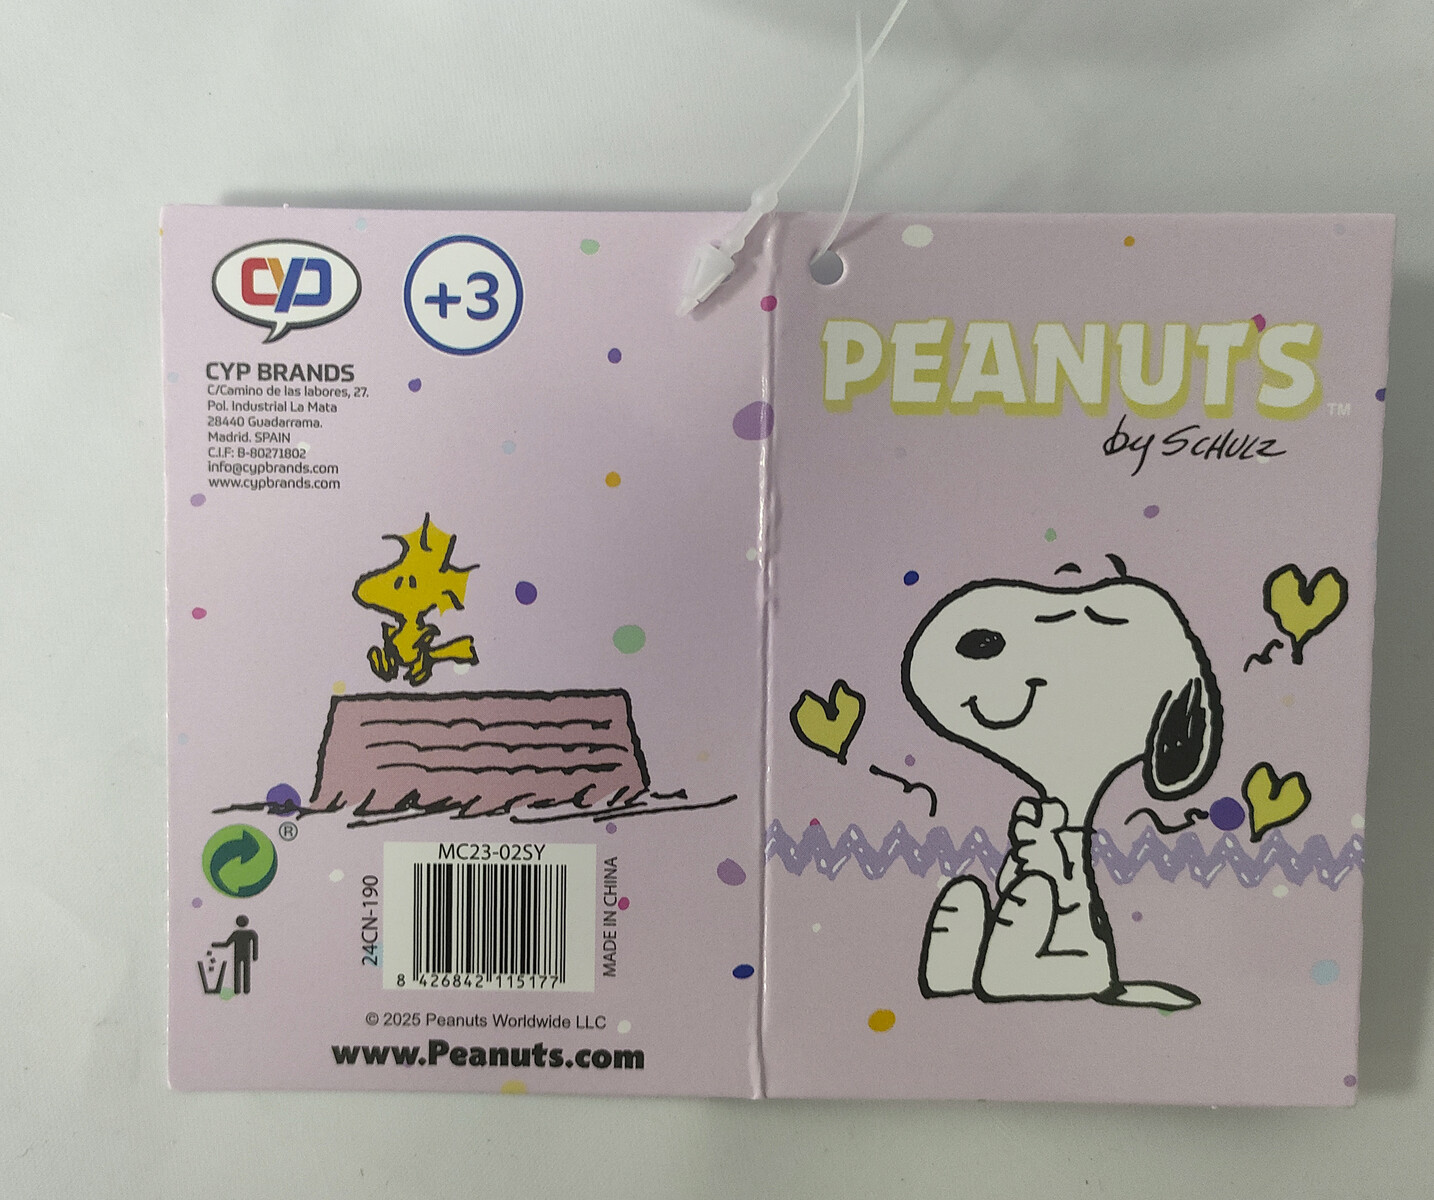 CYP
+3
CYP BRANDS
C/Camino de las labores, 27.
Pol. Industrial La Mata
28440 Guadarrama.
Madrid. SPAIN
C.I.F: B-80271802
info@cypbrands.com
www.cypbrands.com
®
MC23-02SY
24CN-190
MADE IN CHINA
8 426842 115177
© 2025 Peanuts Worldwide LLC
www.Peanuts.com
PEANUTS
TM
by SCHULZ